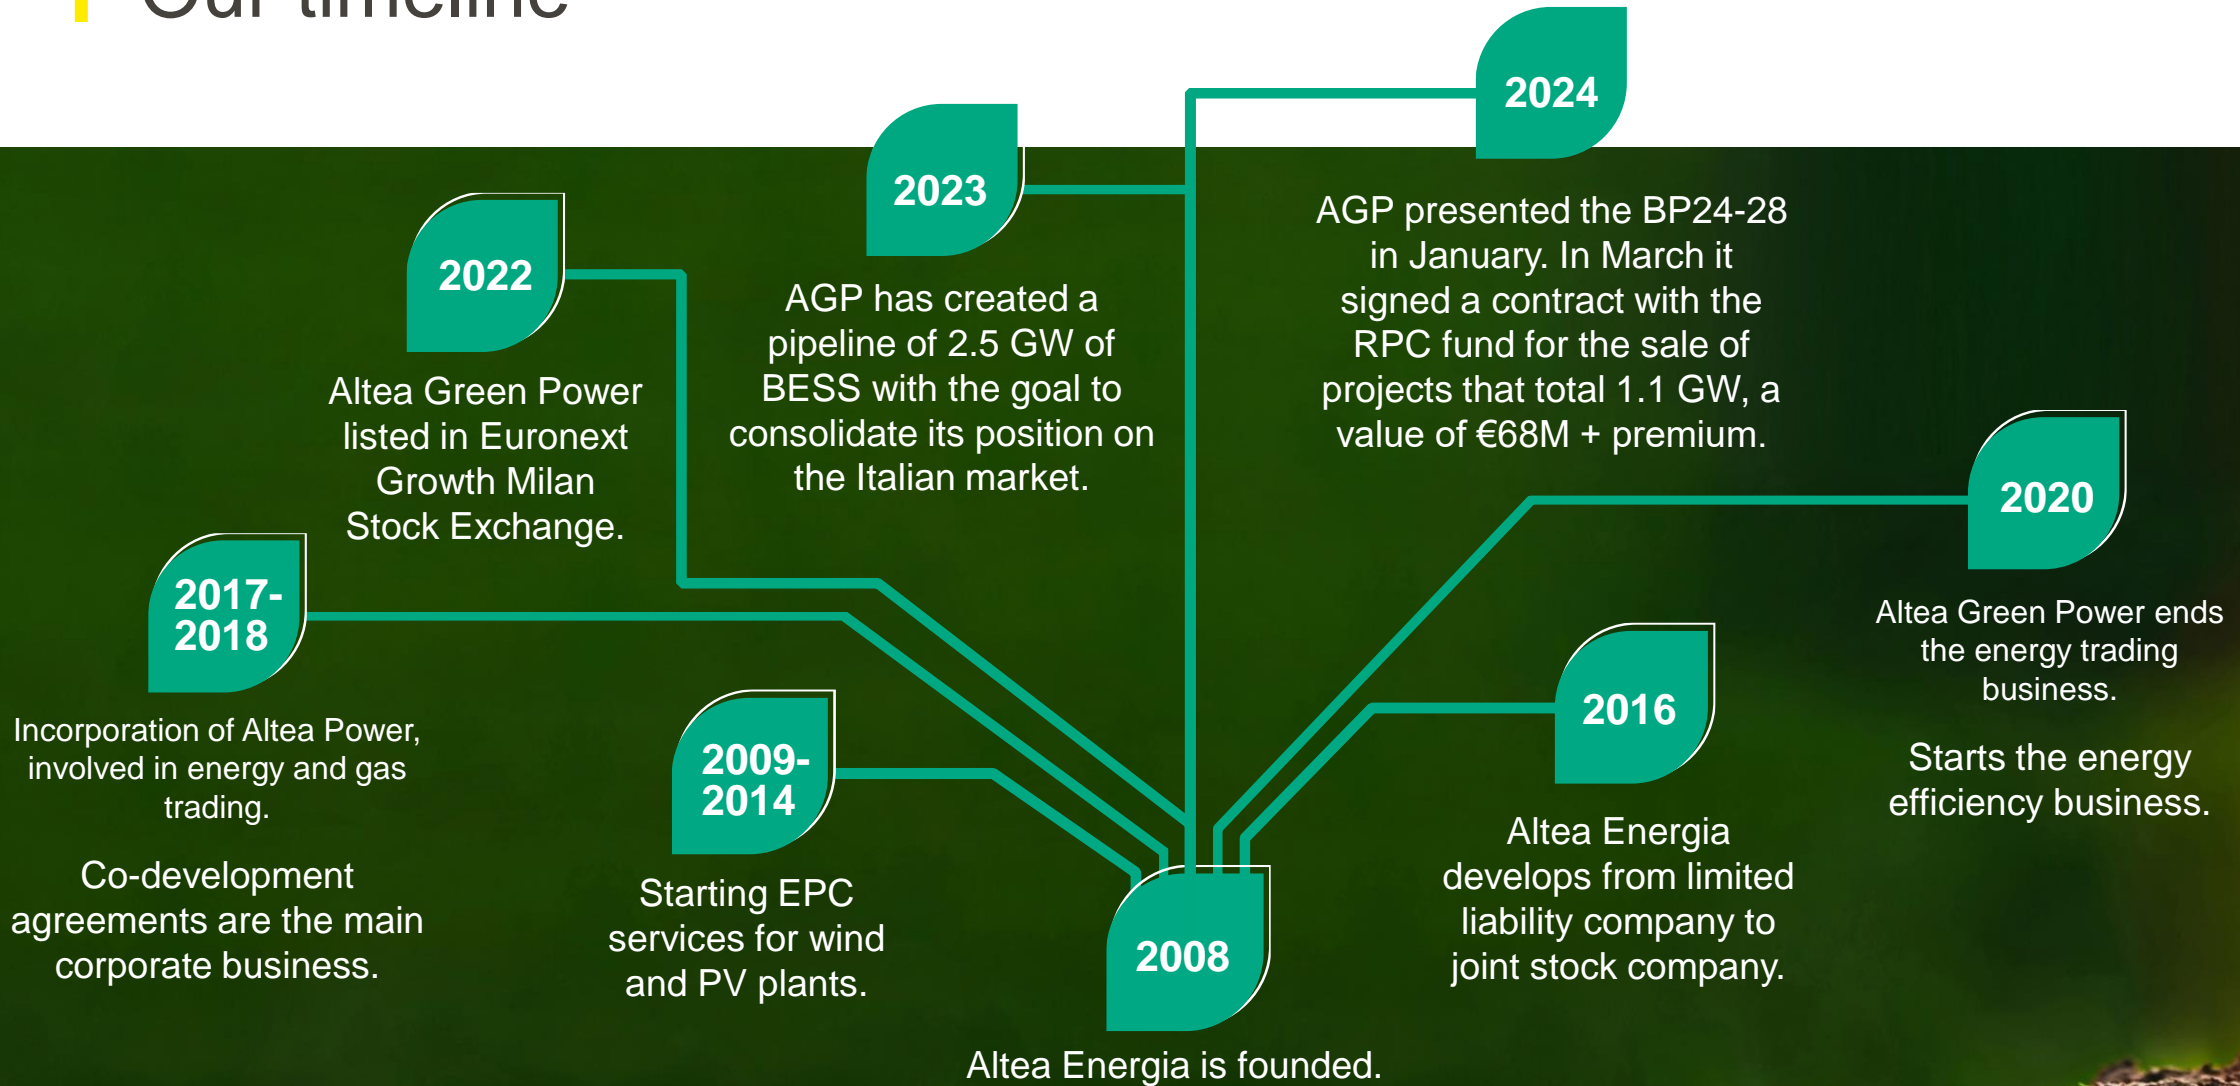 Our timeline
2024
AGP presented the BP24-28
in January. In March it
signed a contract with the
RPC fund for the sale of
projects that total 1.1 GW, a
value of €68M + premium.
2023
AGP has created a
pipeline of 2.5 GW of
BESS with the goal to
consolidate its position on
the Italian market.
2022
Altea Green Power
listed in Euronext
Growth Milan
Stock Exchange.
2020
Altea Green Power ends
the energy trading
business.
Starts the energy
efficiency business.
2017-
2018
Incorporation of Altea Power,
involved in energy and gas
trading.
Co-development
agreements are the main
corporate business.
2016
Altea Energia
develops from limited
liability company to
joint stock company.
2009-
2014
Starting EPC
services for wind
and PV plants.
2008
Altea Energia is founded.